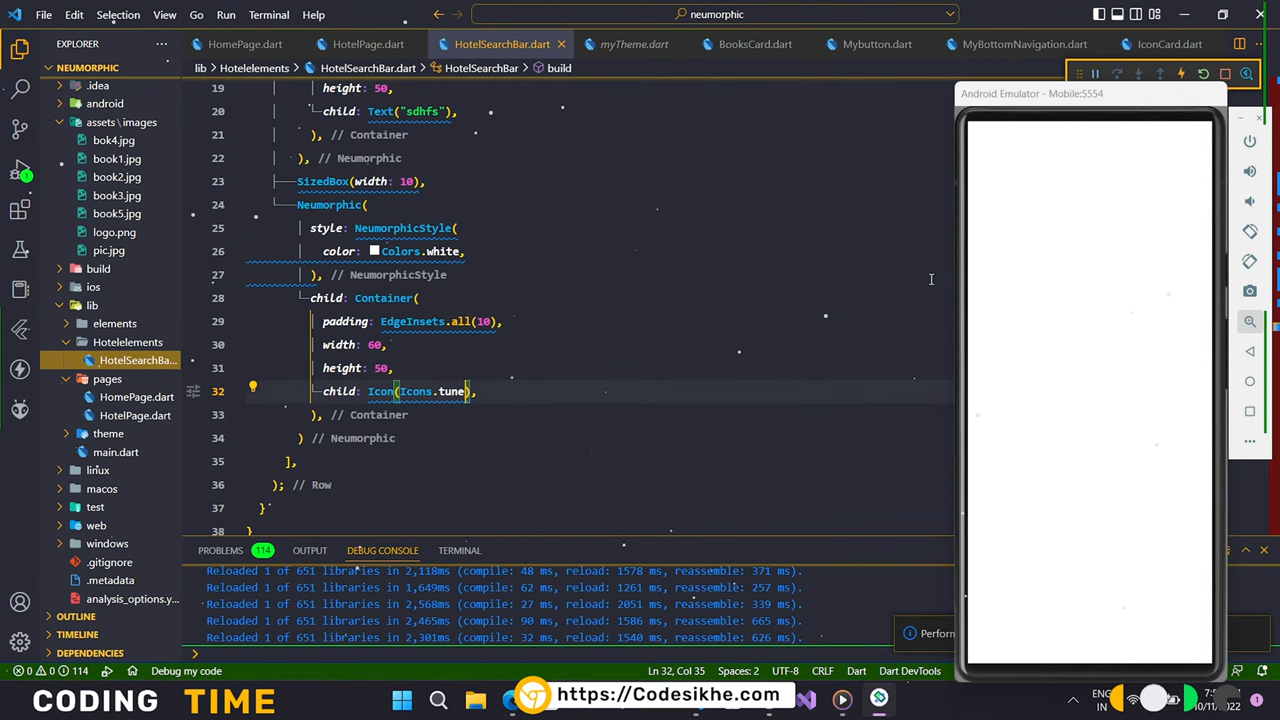 File Edit Selection View Go Run Terminal Help
neumorphic
EXPLORER
HomePage.dart
HotelPage.dart
HotelSearchBar.dart
myTheme.dart
BooksCard.dart
Mybutton.dart
MyBottomNavigation.dart
IconCard.dart
NEUMORPHIC
lib > Hotelelements > HotelSearchBar.dart > HotelSearchBar > build
.idea
android
assets\images
bok4.jpg
book1.jpg
book2.jpg
book3.jpg
book5.jpg
logo.png
pic.jpg
build
ios
lib
elements
Hotelelements
HotelSearchBa...
pages
HomePage.dart
HotelPage.dart
theme
main.dart
linux
macos
test
web
windows
.gitignore
.metadata
analysis_options.y...
OUTLINE
TIMELINE
DEPENDENCIES
19 height: 50,
20 child: Text("sdhfs"),
21 ), // Container
22 ), // Neumorphic
23 SizedBox(width: 10),
24 Neumorphic(
25 style: NeumorphicStyle(
26 color: Colors.white,
27 ), // NeumorphicStyle
28 child: Container(
29 padding: EdgeInsets.all(10),
30 width: 60,
31 height: 50,
32 child: Icon(Icons.tune),
33 ), // Container
34 ) // Neumorphic
35 ],
36 ); // Row
37 }
38 }
Android Emulator - Mobile:5554
PROBLEMS 114 OUTPUT DEBUG CONSOLE TERMINAL
Reloaded 1 of 651 libraries in 2,118ms (compile: 48 ms, reload: 1578 ms, reassemble: 371 ms).
Reloaded 1 of 651 libraries in 1,649ms (compile: 62 ms, reload: 1261 ms, reassemble: 257 ms).
Reloaded 1 of 651 libraries in 2,568ms (compile: 27 ms, reload: 2051 ms, reassemble: 339 ms).
Reloaded 1 of 651 libraries in 2,465ms (compile: 90 ms, reload: 1586 ms, reassemble: 665 ms).
Reloaded 1 of 651 libraries in 2,301ms (compile: 32 ms, reload: 1540 ms, reassemble: 626 ms).
Perform
0 0 114 Debug my code
Ln 32, Col 35 Spaces: 2 UTF-8 CRLF Dart Dart DevTools
CODING TIME
https://Codesikhe.com
ENG
IN
10/11/2022
1